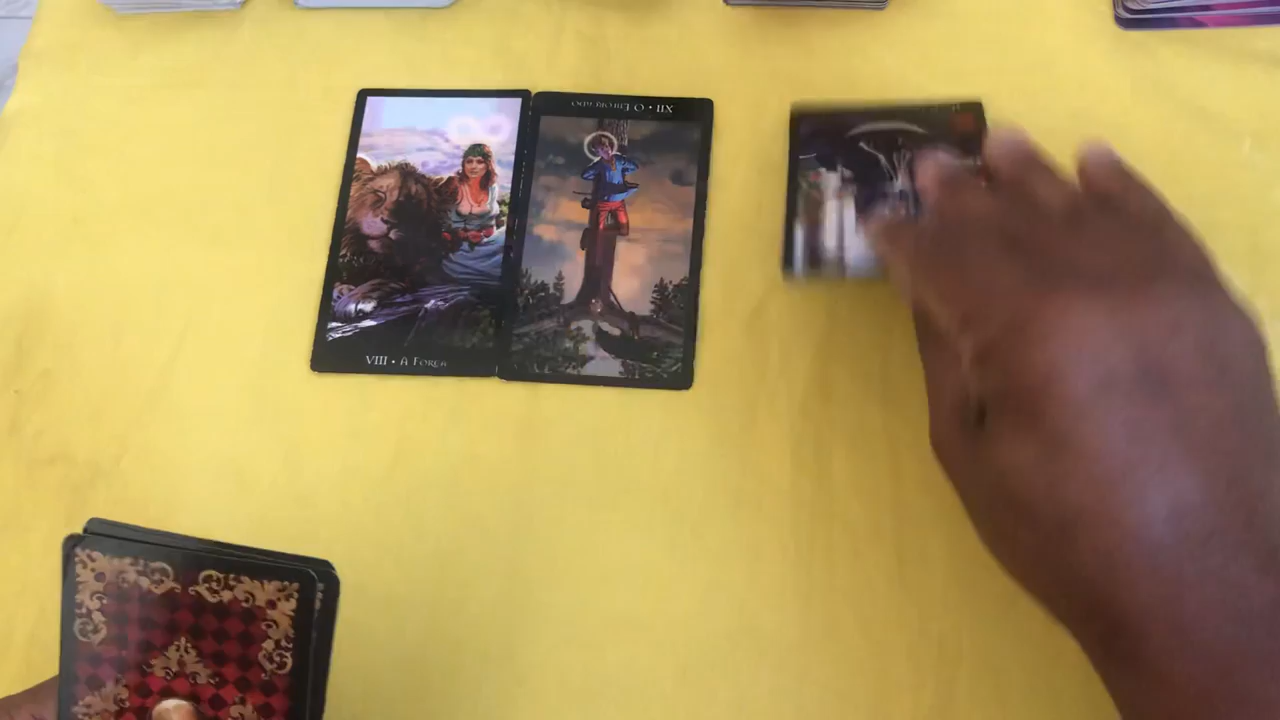 VIII • A FORÇA
XII • O ENFORCADO